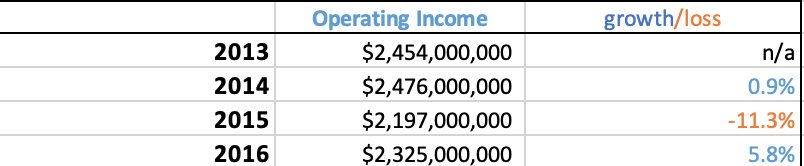 Operating Income growth/loss
2013 $2,454,000,000 n/a
2014 $2,476,000,000 0.9%
2015 $2,197,000,000 -11.3%
2016 $2,325,000,000 5.8%